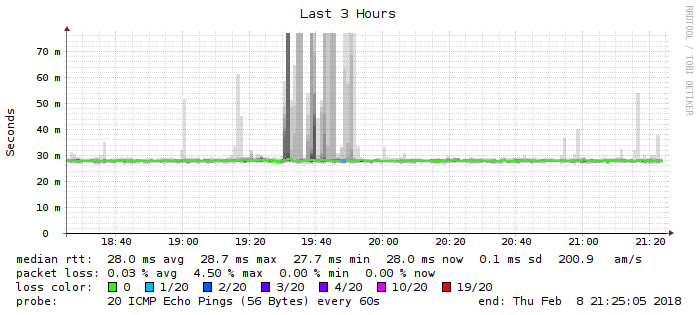 Last 3 Hours
RRDTOOL / TOBI OETIKER
Seconds
70 m
60 m
50 m
40 m
30 m
20 m
10 m
0
18:40 19:00 19:20 19:40 20:00 20:20 20:40 21:00 21:20
median rtt: 28.0 ms avg 28.7 ms max 27.7 ms min 28.0 ms now 0.1 ms sd 200.9 am/s
packet loss: 0.03 % avg 4.50 % max 0.00 % min 0.00 % now
loss color: 0 1/20 2/20 3/20 4/20 10/20 19/20
probe: 20 ICMP Echo Pings (56 Bytes) every 60s end: Thu Feb 8 21:25:05 2018